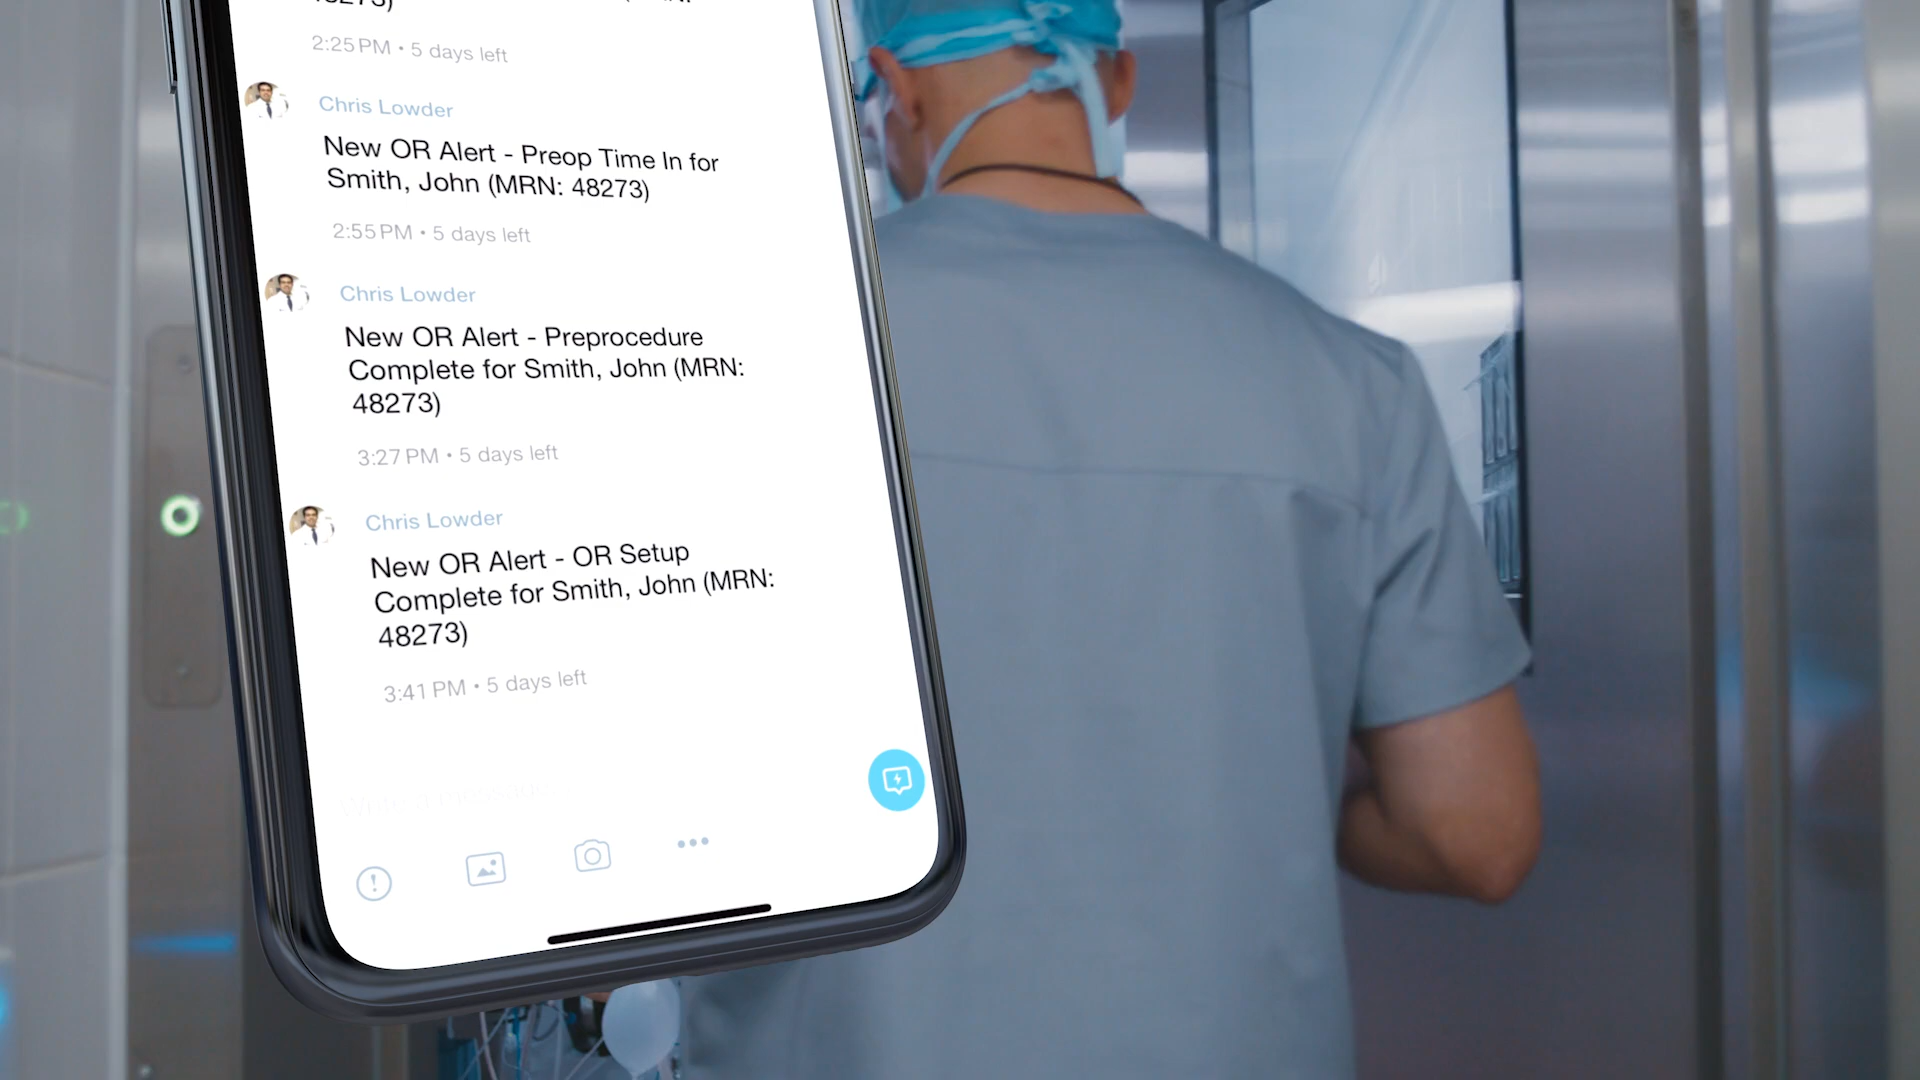 48273)
2:25 PM • 5 days left
Chris Lowder
New OR Alert - Preop Time In for
Smith, John (MRN: 48273)
2:55 PM • 5 days left
Chris Lowder
New OR Alert - Preprocedure
Complete for Smith, John (MRN:
48273)
3:27 PM • 5 days left
Chris Lowder
New OR Alert - OR Setup
Complete for Smith, John (MRN:
48273)
3:41 PM • 5 days left
Write a message